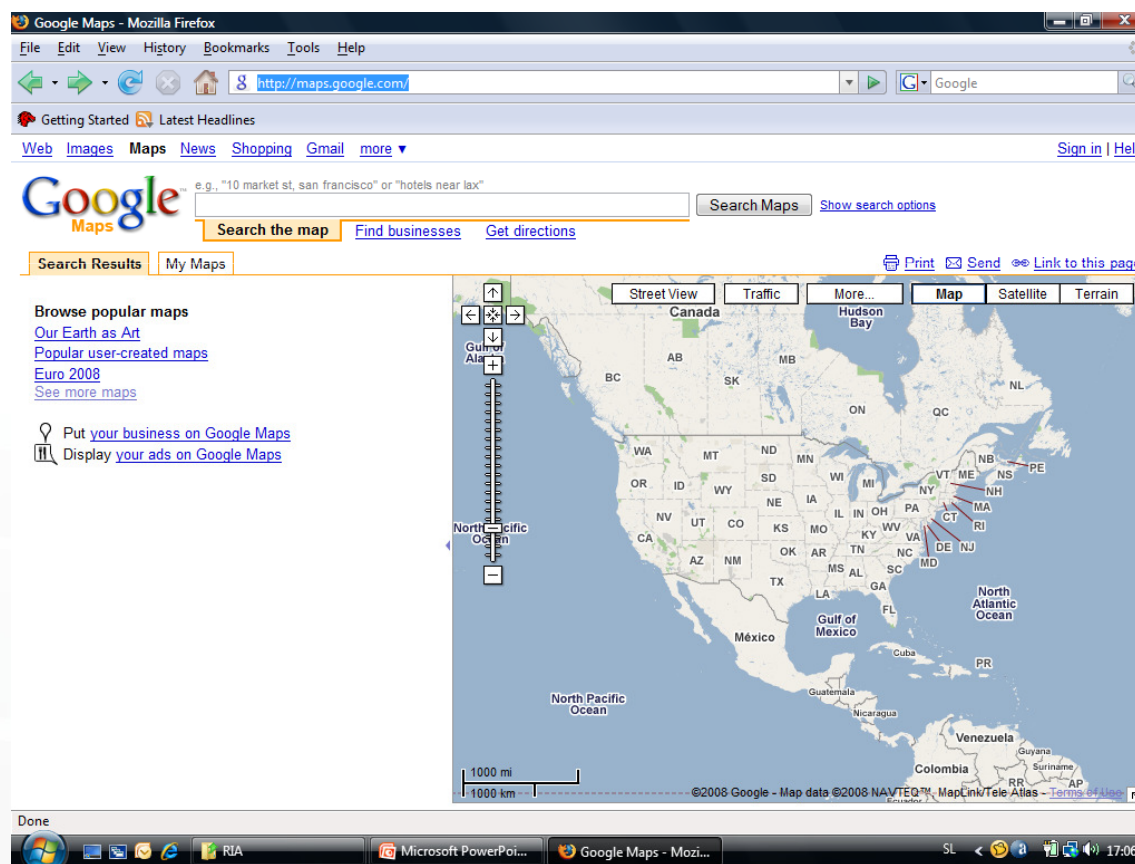 Google Maps - Mozilla Firefox
File Edit View History Bookmarks Tools Help
http://maps.google.com/ G Google
Getting Started Latest Headlines
Web Images Maps News Shopping Gmail more ▼ Sign in | Hel
Google Maps
e.g., "10 market st, san francisco" or "hotels near lax"
Search Maps Show search options
Search the map Find businesses Get directions
Search Results My Maps Print Send Link to this page
Browse popular maps
Our Earth as Art
Popular user-created maps
Euro 2008
See more maps
Put your business on Google Maps
Display your ads on Google Maps
Street View Traffic More... Map Satellite Terrain
Canada Hudson
Bay
Gulf of
Alaska
AB MB
BC SK NL
ON QC
WA MT ND MN NB PE
VT ME NS
OR ID WY SD WI MI NY NH
NE IA PA MA
NV UT CO IL IN OH CT RI
KS MO WV
CA KY VA DE NJ
AZ NM OK AR TN NC MD
MS AL SC
TX GA
LA
FL
North Pacific
Ocean
North
Atlantic
Ocean
Gulf of
Mexico
México
Cuba
PR
North Pacific
Ocean
Guatemala
Nicaragua
Venezuela
Guyana
Colombia Suriname
RR AP
Ecuador
1000 mi
1000 km
©2008 Google - Map data ©2008 NAVTEQ™, MapLink/Tele Atlas - Terms of Use
Done
RIA Microsoft PowerPoi... Google Maps - Mozi... SL 17:06